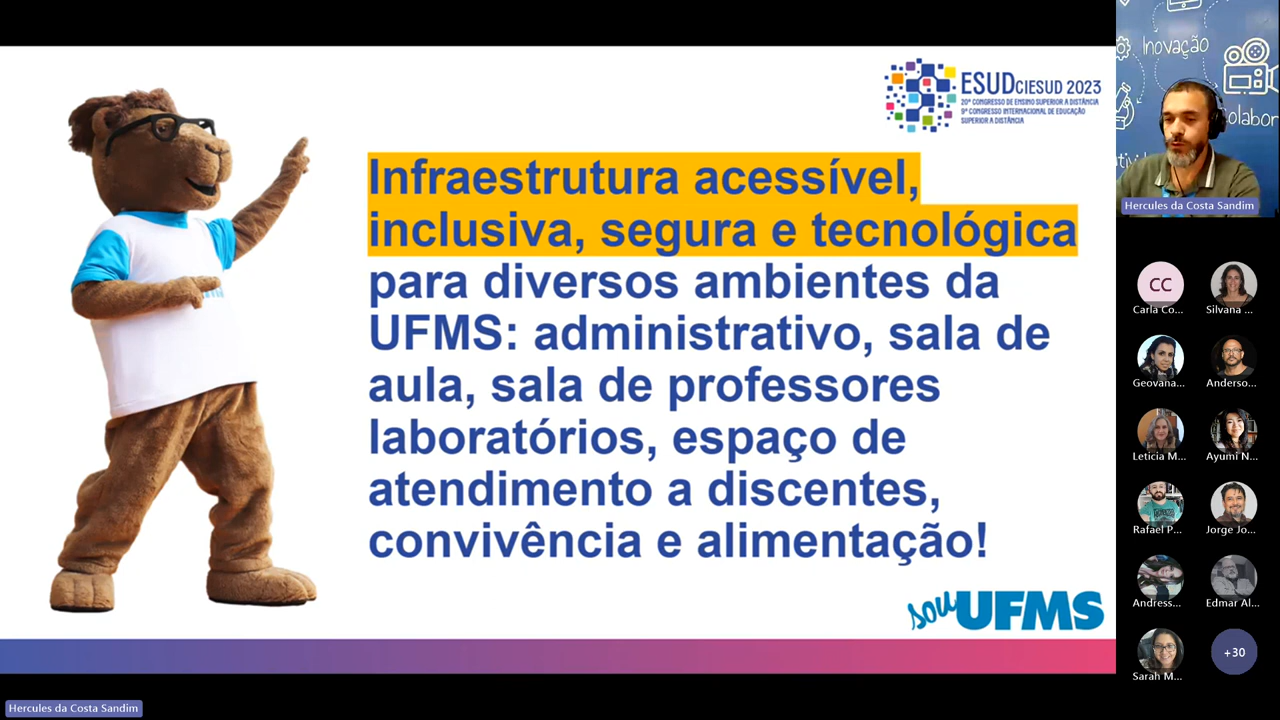 ESUDCIESUD 2023
20º CONGRESSO DE ENSINO SUPERIOR A DISTÂNCIA
9º CONGRESSO INTERNACIONAL DE EDUCAÇÃO
SUPERIOR A DISTÂNCIA
Infraestrutura acessível,
inclusiva, segura e tecnológica
para diversos ambientes da
UFMS: administrativo, sala de
aula, sala de professores
laboratórios, espaço de
atendimento a discentes,
convivência e alimentação!
sou UFMS
Hercules da Costa Sandim
Inovação
Hercules da Costa Sandim
CC
Carla Co...
Silvana ...
Geovana...
Anderso...
Leticia M...
Ayumi N...
Rafael P...
Jorge Jo...
Andress...
Edmar Al...
Sarah M...
+30